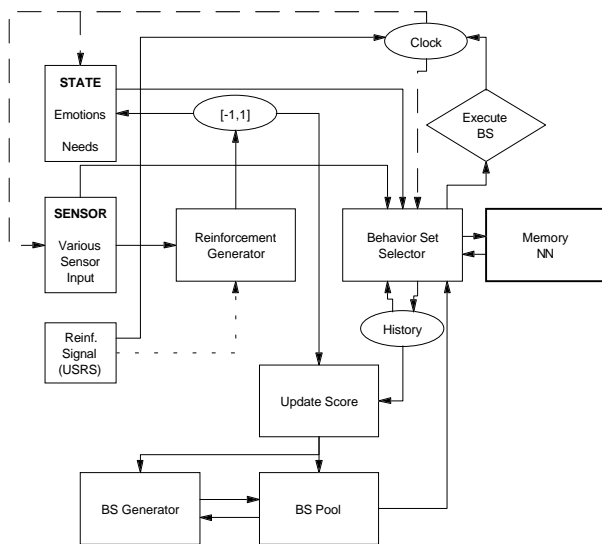 Clock
STATE
Emotions
Needs
[-1,1]
Execute
BS
SENSOR
Various
Sensor
Input
Reinforcement
Generator
Behavior Set
Selector
Memory
NN
History
Reinf.
Signal
(USRS)
Update Score
BS Generator
BS Pool